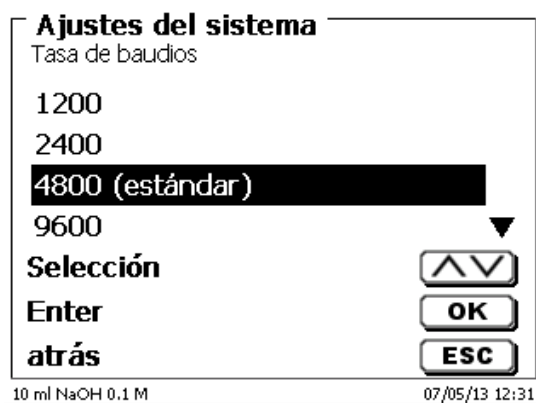 Ajustes del sistema
Tasa de baudios
1200
2400
4800 (estándar)
9600
Selección
Enter OK
atrás ESC
10 ml NaOH 0.1 M 07/05/13 12:31